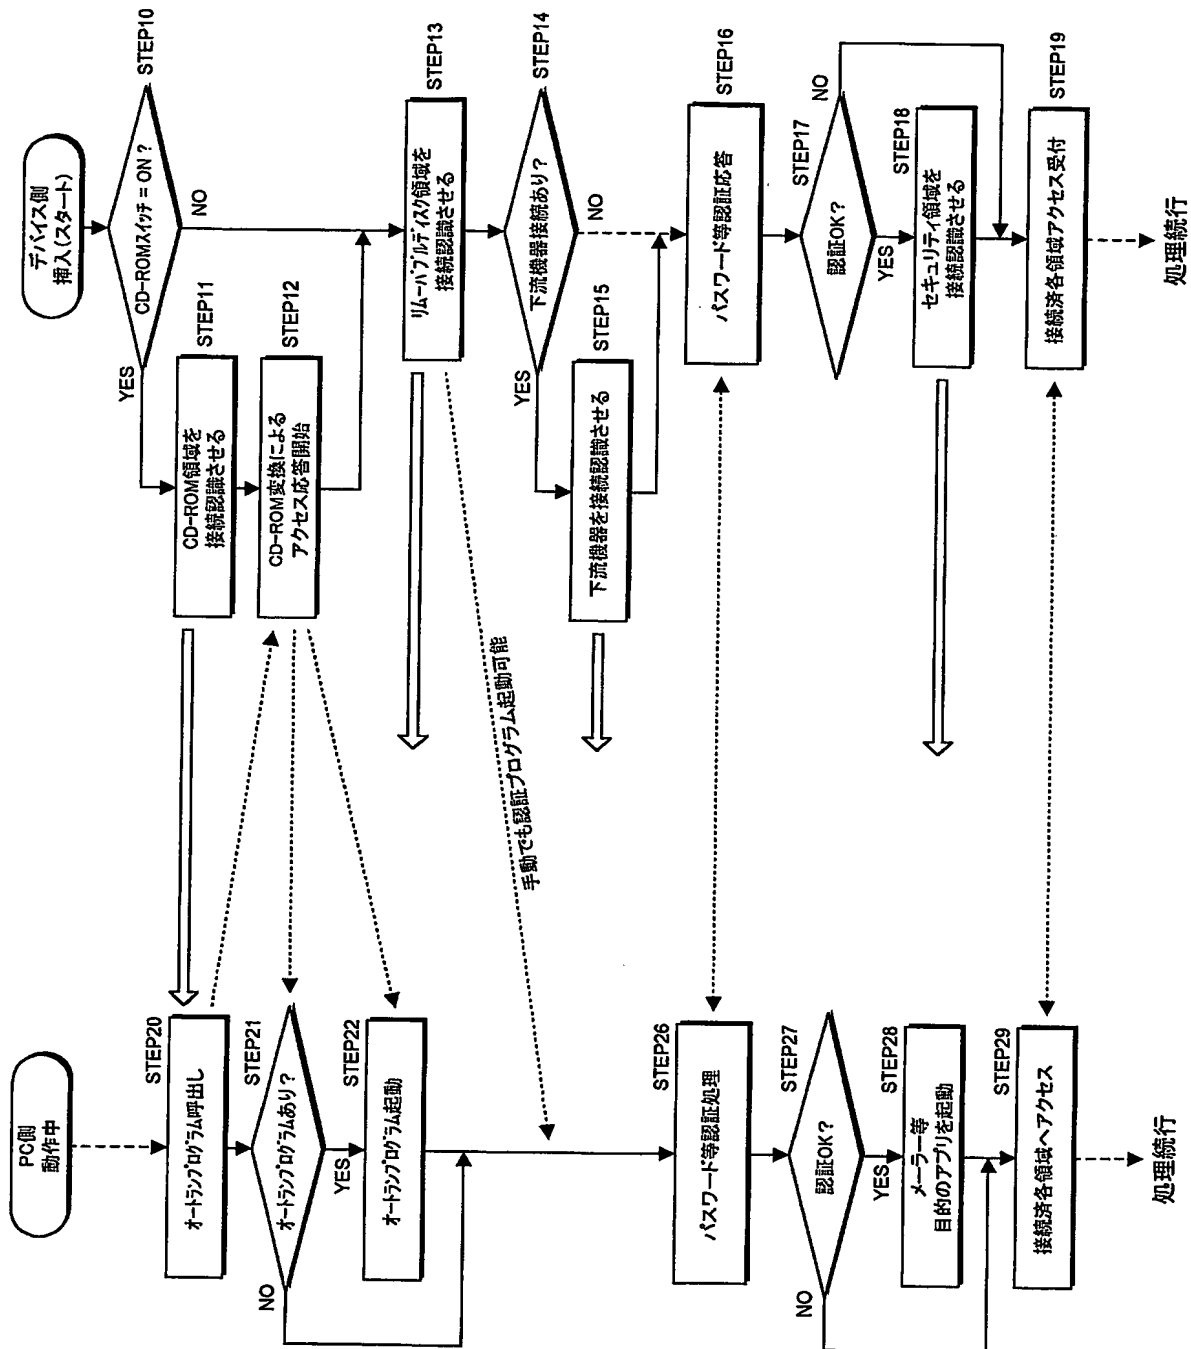 デバイス側
挿入(スタート)
CD-ROMスイッチ = ON ?
STEP10
YES
NO
CD-ROM領域を
接続認識させる
STEP11
CD-ROM変換による
アクセス応答開始
STEP12
リムーバブルディスク領域を
接続認識させる
STEP13
下流機器接続あり?
STEP14
YES
NO
下流機器を接続認識させる
STEP15
パスワード等認証応答
STEP16
認証OK?
STEP17
NO
YES
セキュリティ領域を
接続認識させる
STEP18
接続済各領域アクセス受付
STEP19
処理続行
手動でも認証プログラム起動可能
PC側
動作中
オートランプログラム呼出し
STEP20
オートランプログラムあり?
STEP21
NO
YES
オートランプログラム起動
STEP22
パスワード等認証処理
STEP26
認証OK?
STEP27
NO
YES
メーラー等
目的のアプリを起動
STEP28
接続済各領域へアクセス
STEP29
処理続行